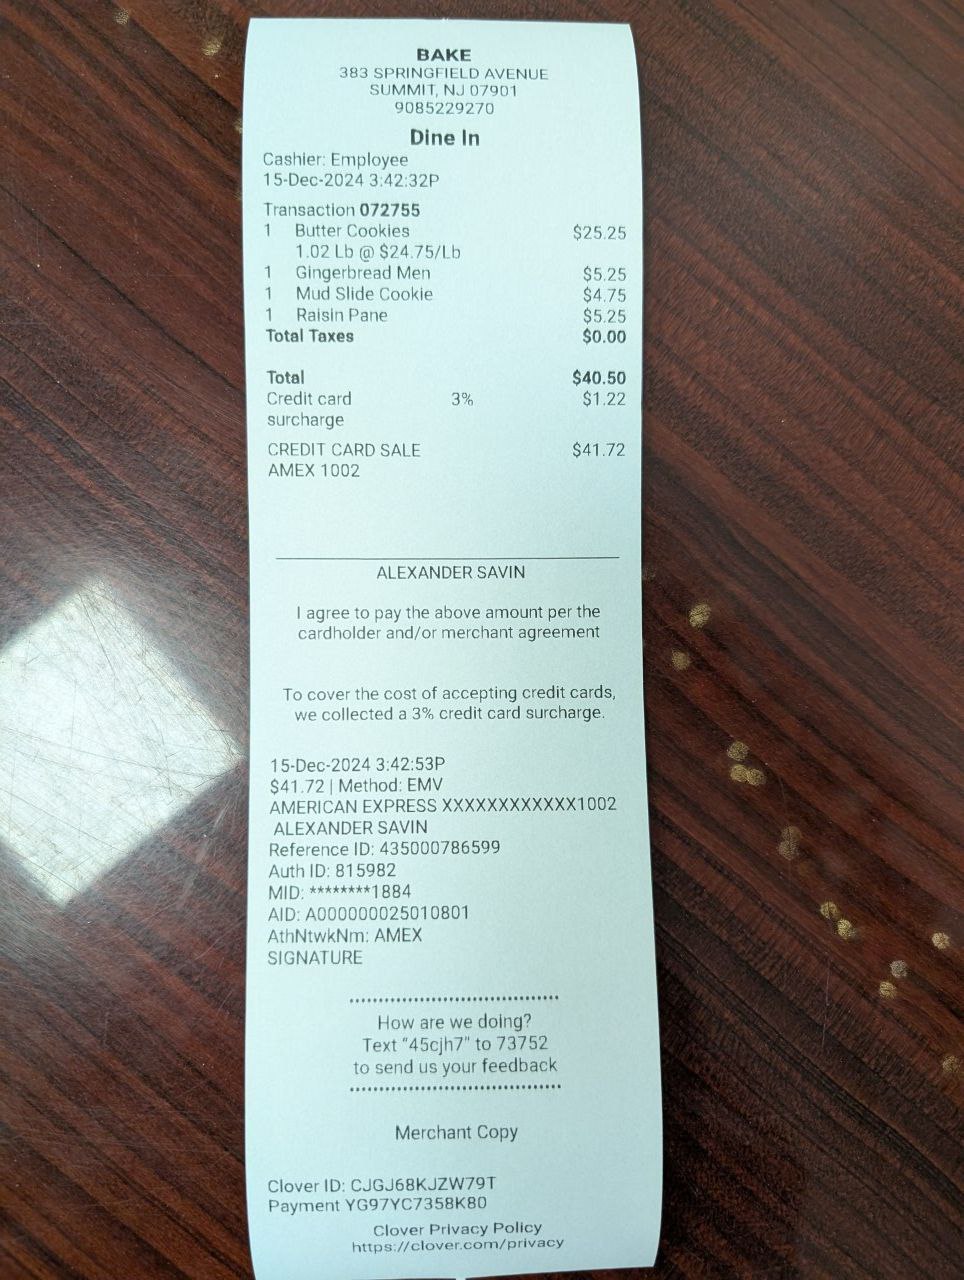 BAKE
383 SPRINGFIELD AVENUE
SUMMIT, NJ 07901
9085229270
Dine In
Cashier: Employee
15-Dec-2024 3:42:32P
Transaction 072755
1 Butter Cookies $25.25
1.02 Lb @ $24.75/Lb
1 Gingerbread Men $5.25
1 Mud Slide Cookie $4.75
1 Raisin Pane $5.25
Total Taxes $0.00
Total $40.50
Credit card 3% $1.22
surcharge
CREDIT CARD SALE $41.72
AMEX 1002
ALEXANDER SAVIN
I agree to pay the above amount per the
cardholder and/or merchant agreement
To cover the cost of accepting credit cards,
we collected a 3% credit card surcharge.
15-Dec-2024 3:42:53P
$41.72 | Method: EMV
AMERICAN EXPRESS XXXXXXXXXXXX1002
ALEXANDER SAVIN
Reference ID: 435000786599
Auth ID: 815982
MID: ********1884
AID: A000000025010801
AthNtwkNm: AMEX
SIGNATURE
How are we doing?
Text "45cjh7" to 73752
to send us your feedback
Merchant Copy
Clover ID: CJGJ68KJZW79T
Payment YG97YC7358K80
Clover Privacy Policy
https://clover.com/privacy